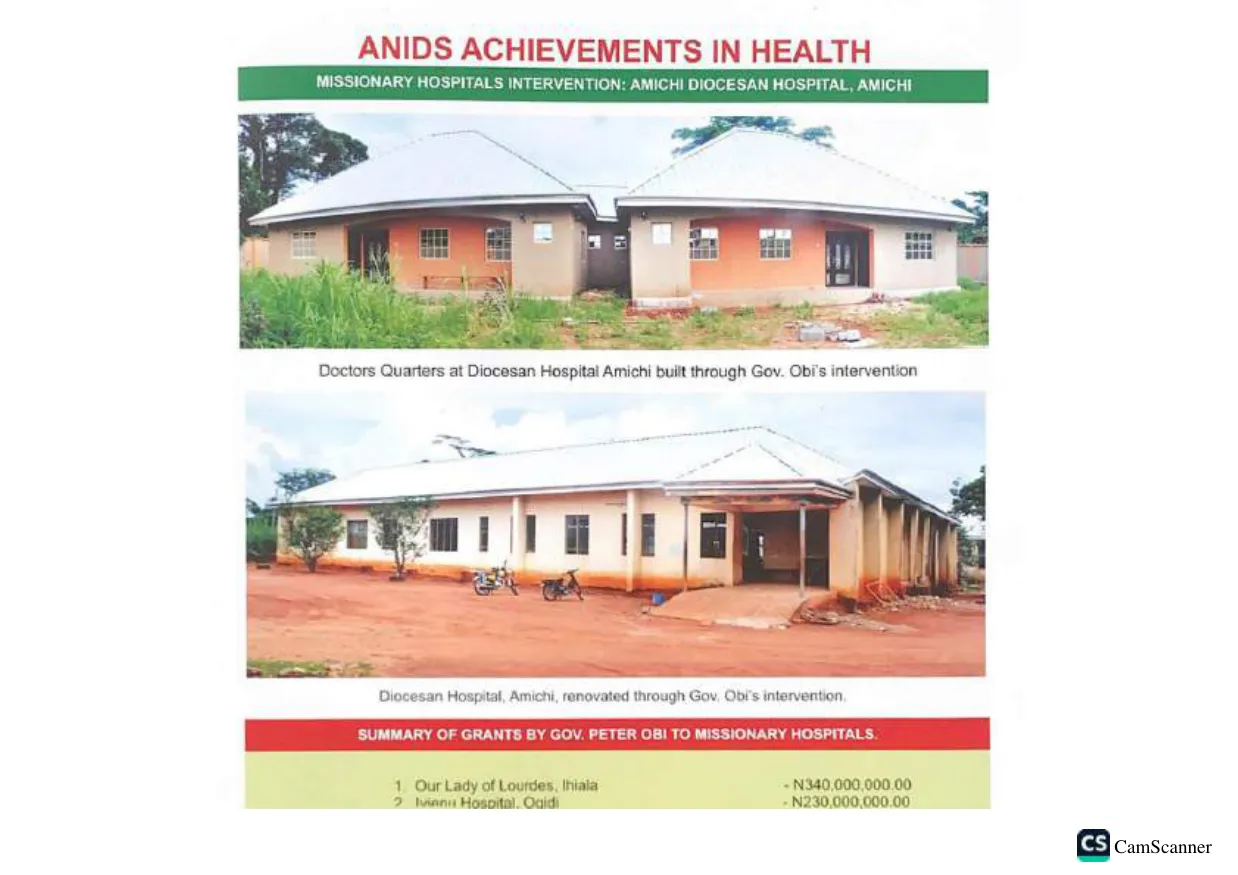 ANIDS ACHIEVEMENTS IN HEALTH
MISSIONARY HOSPITALS INTERVENTION: AMICHI DIOCESAN HOSPITAL, AMICHI
Doctors Quarters at Diocesan Hospital Amichi built through Gov. Obi's intervention
Diocesan Hospital, Amichi, renovated through Gov. Obi's intervention.
SUMMARY OF GRANTS BY GOV. PETER OBI TO MISSIONARY HOSPITALS.
1. Our Lady of Lourdes, Ihiala - N340,000,000.00
2. Iyienu Hospital, Ogidi - N230,000,000.00
CS CamScanner